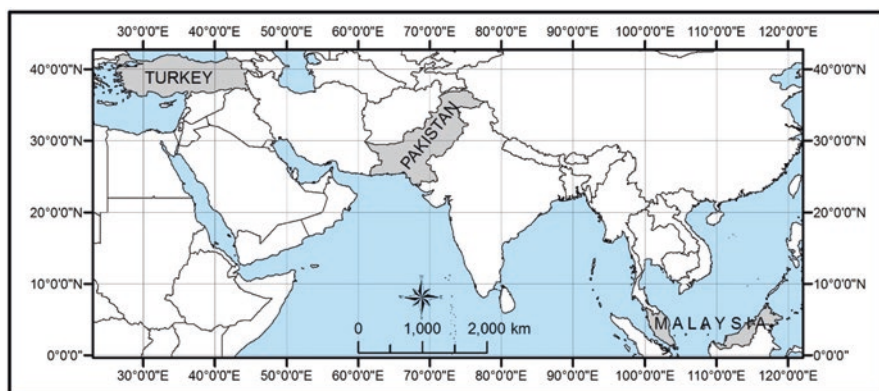 30°0'0"E 40°0'0"E 50°0'0"E 60°0'0"E 70°0'0"E 80°0'0"E 90°0'0"E 100°0'0"E 110°0'0"E 120°0'0"E
40°0'0"N TURKEY 40°0'0"N
30°0'0"N PAKISTAN 30°0'0"N
20°0'0"N 20°0'0"N
10°0'0"N 10°0'0"N
0 1,000 2,000 km
MALAYSIA
0°0'0" 0°0'0"
30°0'0"E 40°0'0"E 50°0'0"E 60°0'0"E 70°0'0"E 80°0'0"E 90°0'0"E 100°0'0"E 110°0'0"E 120°0'0"E